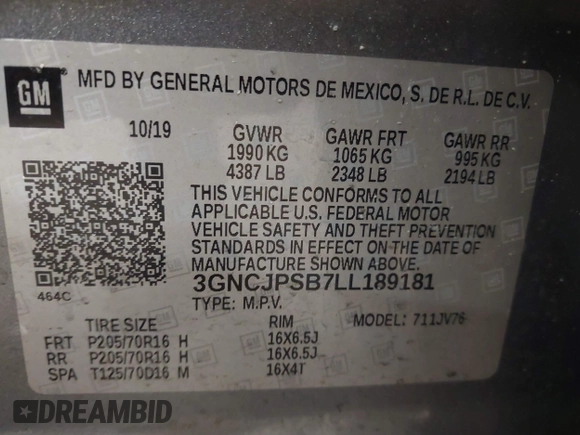 GM
MFD BY GENERAL MOTORS DE MEXICO, S. DE R.L. DE C.V.
10/19 GVWR GAWR FRT GAWR RR
1990 KG 1065 KG 995 KG
4387 LB 2348 LB 2194 LB
THIS VEHICLE CONFORMS TO ALL
APPLICABLE U.S. FEDERAL MOTOR
VEHICLE SAFETY AND THEFT PREVENTION
STANDARDS IN EFFECT ON THE DATE OF
MANUFACTURE SHOWN ABOVE.
464C 3GNCJPSB7LL189181
TYPE: M.P.V.
TIRE SIZE RIM MODEL: 711JV76
FRT P205/70R16 H 16X6.5J
RR P205/70R16 H 16X6.5J
SPA T125/70D16 M 16X4T
DREAMBID